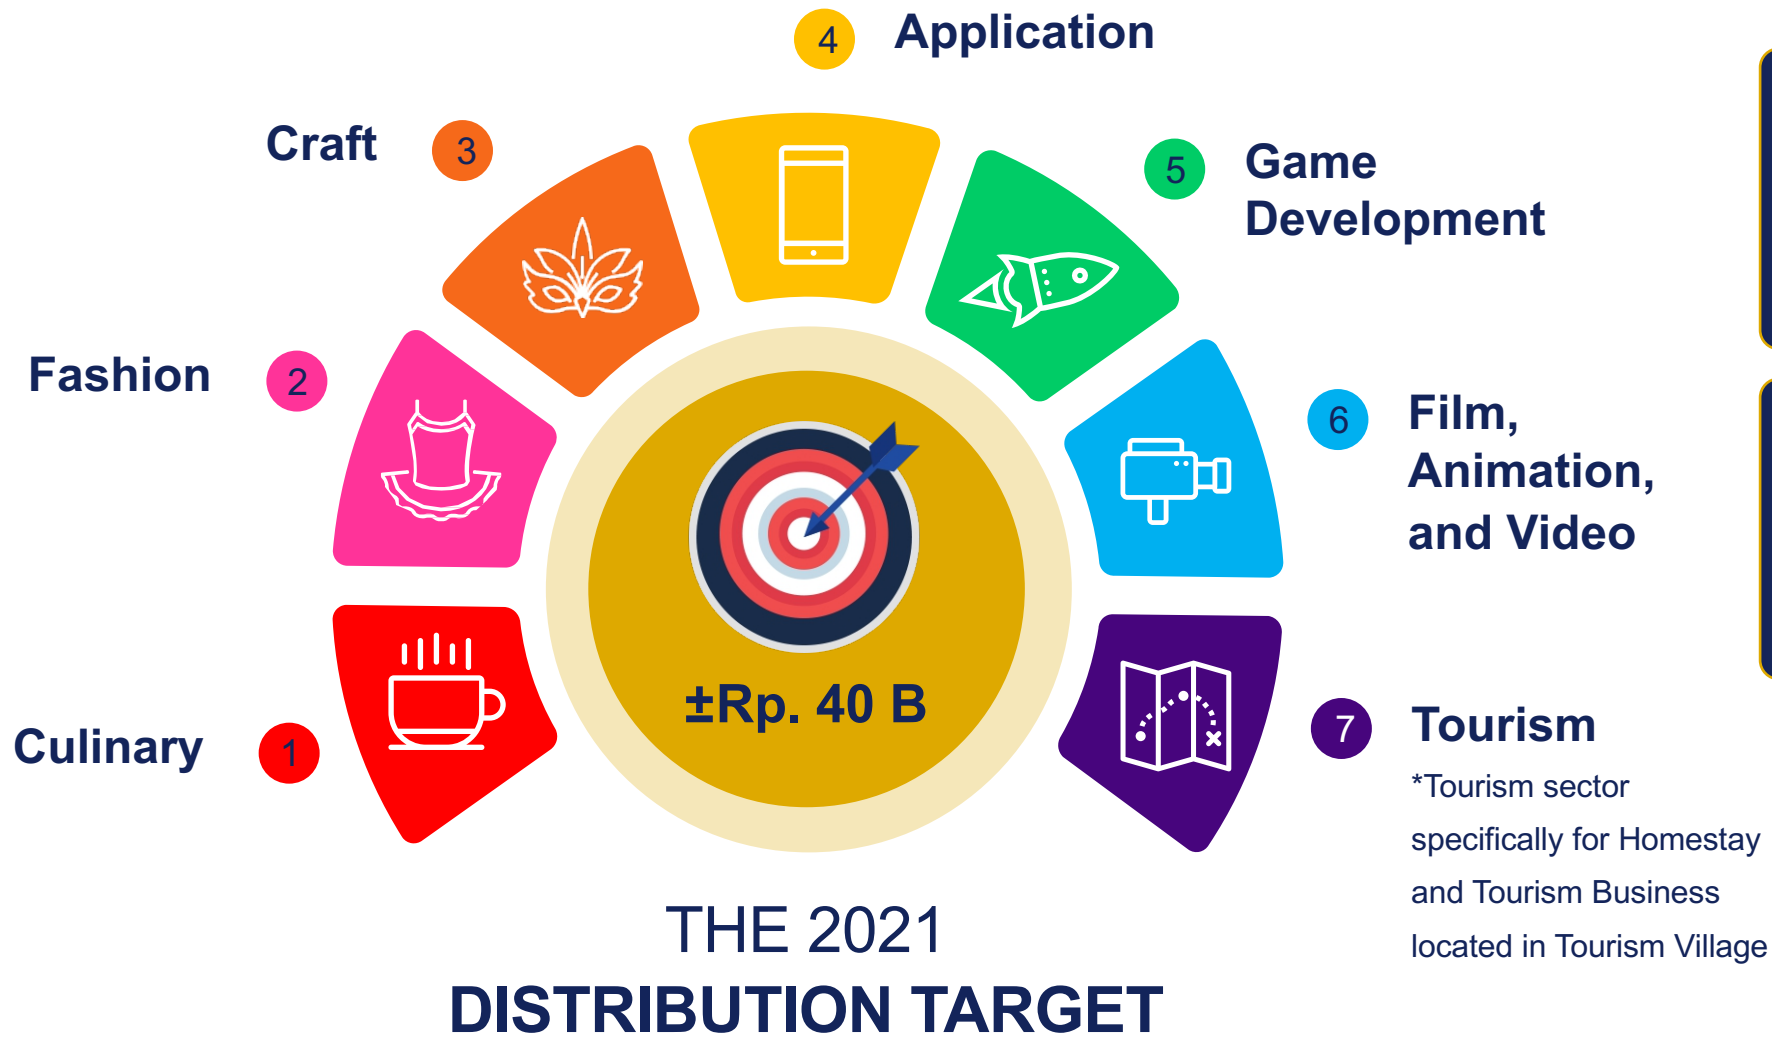 4 Application
Craft 3
5 Game
Development
Fashion 2
6 Film,
Animation,
and Video
±Rp. 40 B
Culinary 1
7 Tourism
*Tourism sector
specifically for Homestay
and Tourism Business
located in Tourism Village
THE 2021
DISTRIBUTION TARGET